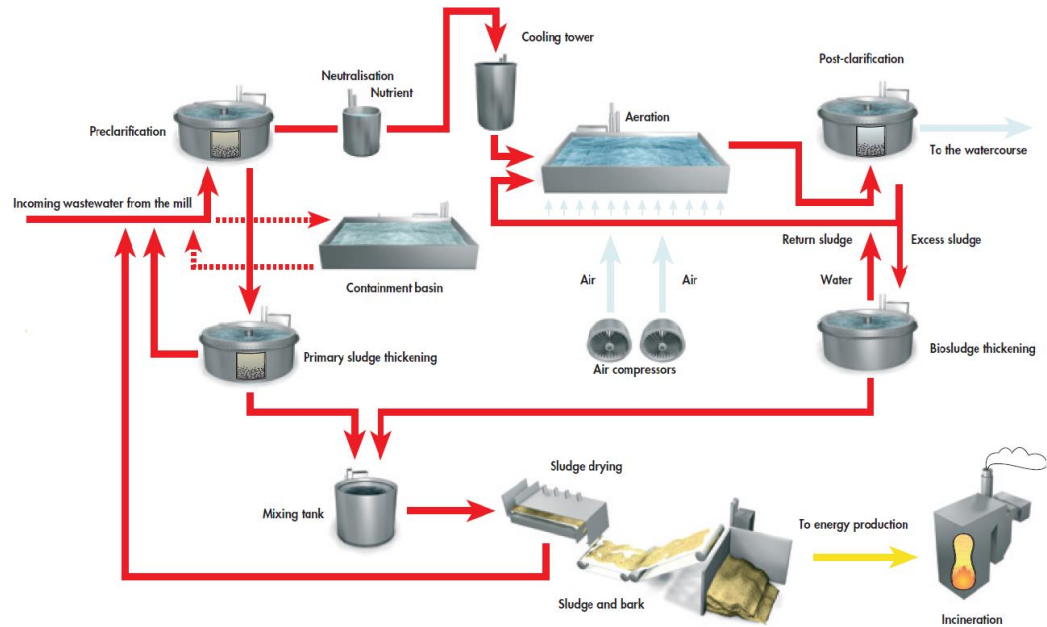 Cooling tower
Post-clarification
Neutralisation
Nutrient
Aeration
Preclarification
To the watercourse
Incoming wastewater from the mill
Return sludge
Excess sludge
Containment basin
Air
Air
Water
Primary sludge thickening
Biosludge thickening
Air compressors
Sludge drying
Mixing tank
To energy production
Sludge and bark
Incineration